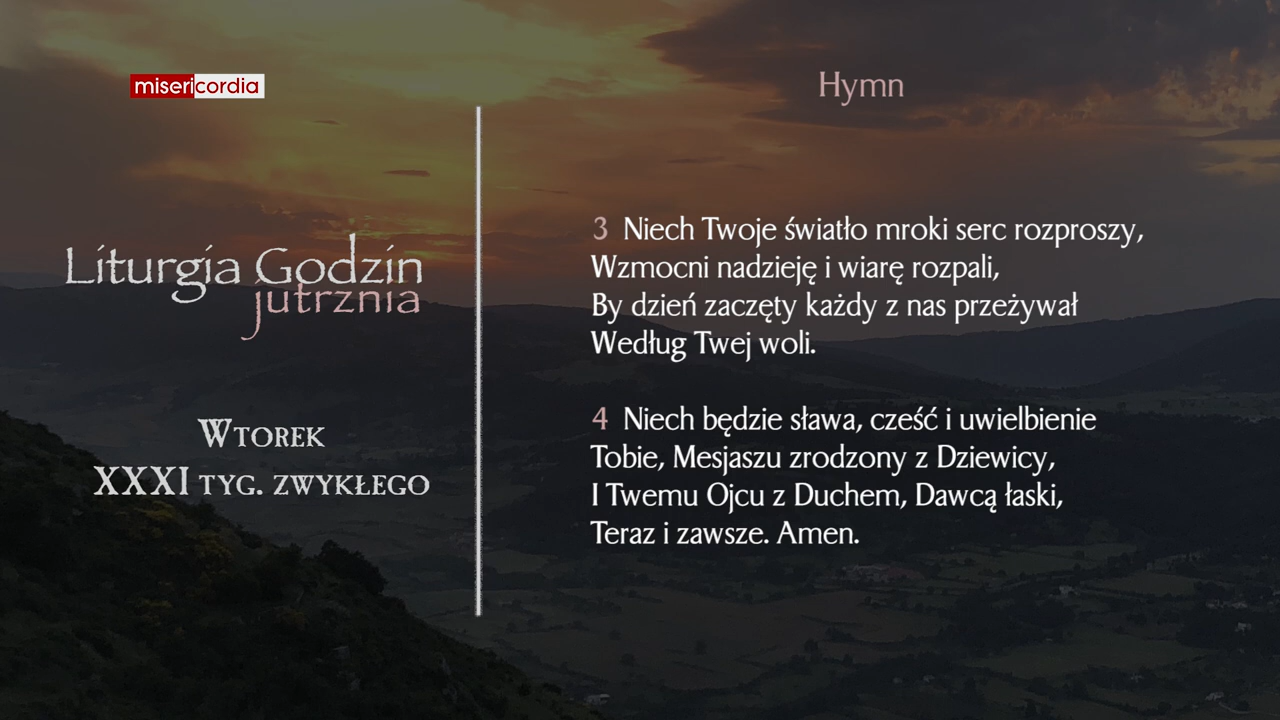 misericordia
Liturgia Godzin
jutrznia
Wtorek
XXXI tyg. zwykłego
Hymn
3 Niech Twoje światło mroki serc rozproszy,
Wzmocni nadzieję i wiarę rozpali,
By dzień zaczęty każdy z nas przeżywał
Według Twej woli.
4 Niech będzie sława, cześć i uwielbienie
Tobie, Mesjaszu zrodzony z Dziewicy,
I Twemu Ojcu z Duchem, Dawcą łaski,
Teraz i zawsze. Amen.